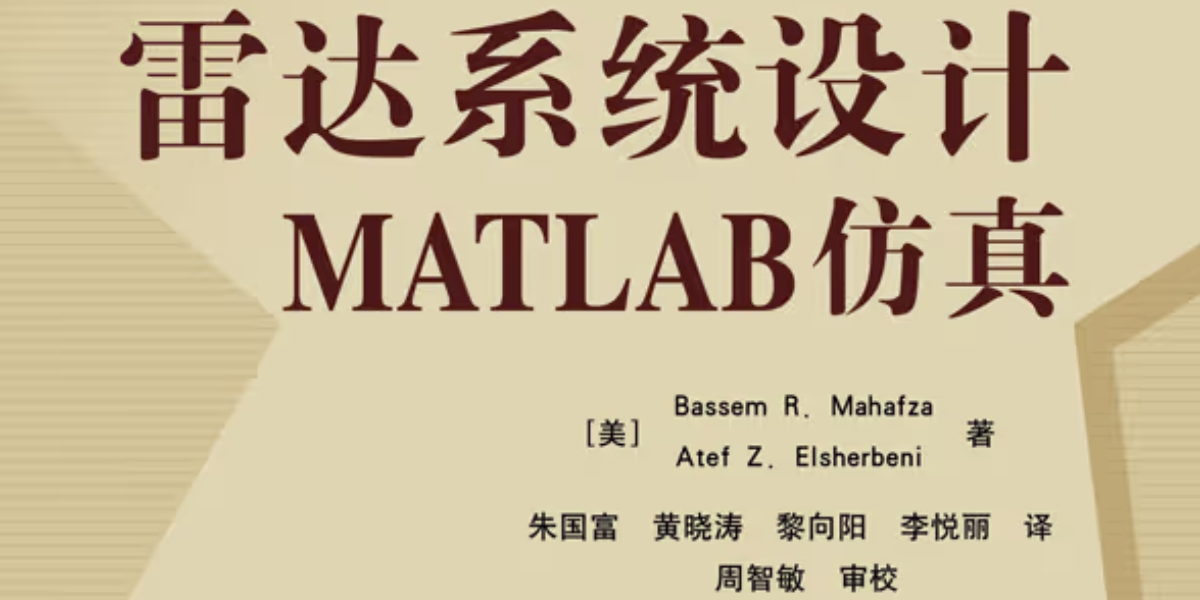 雷达系统设计
MATLAB仿真
Bassem R. Mahafza
[美] 著
Atef Z. Elsherbeni
朱国富 黄晓涛 黎向阳 李悦丽 译
周智敏 审校